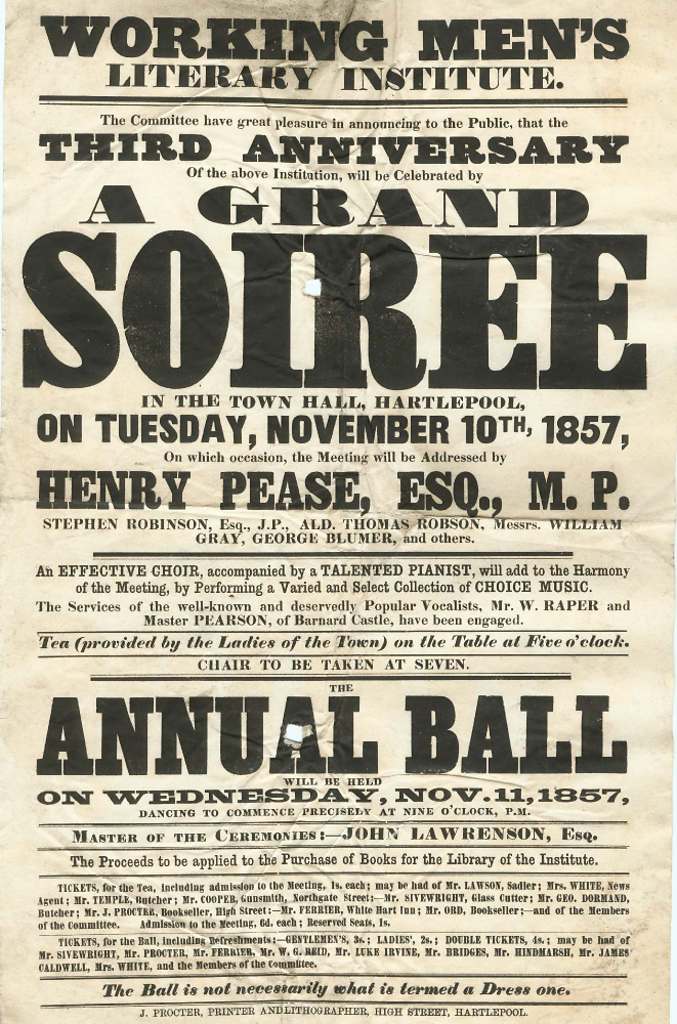 WORKING MEN'S
LITERARY INSTITUTE.
The Committee have great pleasure in announcing to the Public, that the
THIRD ANNIVERSARY
Of the above Institution, will be Celebrated by
A GRAND
SOIREE
IN THE TOWN HALL, HARTLEPOOL,
ON TUESDAY, NOVEMBER 10TH, 1857,
On which occasion, the Meeting will be Addressed by
HENRY PEASE, ESQ., M. P.
STEPHEN ROBINSON, Esq., J.P., ALD. THOMAS ROBSON, Messrs. WILLIAM
GRAY, GEORGE BLUMER, and others.
An EFFECTIVE CHOIR, accompanied by a TALENTED PIANIST, will add to the Harmony
of the Meeting, by Performing a Varied and Select Collection of CHOICE MUSIC.
The Services of the well-known and deservedly Popular Vocalists, Mr. W. RAPER and
Master PEARSON, of Barnard Castle, have been engaged.
Tea (provided by the Ladies of the Town) on the Table at Five o'clock.
CHAIR TO BE TAKEN AT SEVEN.
THE
ANNUAL BALL
WILL BE HELD
ON WEDNESDAY, NOV. 11, 1857,
DANCING TO COMMENCE PRECISELY AT NINE O'CLOCK, P.M.
MASTER OF THE CEREMONIES:—JOHN LAWRENSON, Esq.
The Proceeds to be applied to the Purchase of Books for the Library of the Institute.
TICKETS, for the Tea, including admission to the Meeting, 1s. each; may be had of Mr. LAWSON, Sadler; Mrs. WHITE, News
Agent; Mr. TEMPLE, Butcher; Mr. COOPER, Gunsmith, Northgate Street:—Mr. SIVEWRIGHT, Glass Cutter; Mr. GEO. DORMAND,
Butcher; Mr. J. PROCTER, Bookseller, High Street:—Mr. FERRIER, White Hart Inn; Mr. ORD, Bookseller;—and of the Members
of the Committee. Admission to the Meeting, 6d. each; Reserved Seats, 1s.
TICKETS, for the Ball, including Refreshments:—GENTLEMEN'S, 3s.; LADIES', 2s.; DOUBLE TICKETS, 4s.; may be had of
Mr. SIVEWRIGHT, Mr. PROCTER, Mr. FERRIER, Mr. W. G. REID, Mr. LUKE IRVINE, Mr. BRIDGES, Mr. HINDMARSH, Mr. JAMES
CALDWELL, Mrs. WHITE, and the Members of the Committee.
The Ball is not necessarily what is termed a Dress one.
J. PROCTER, PRINTER AND LITHOGRAPHER, HIGH STREET, HARTLEPOOL.